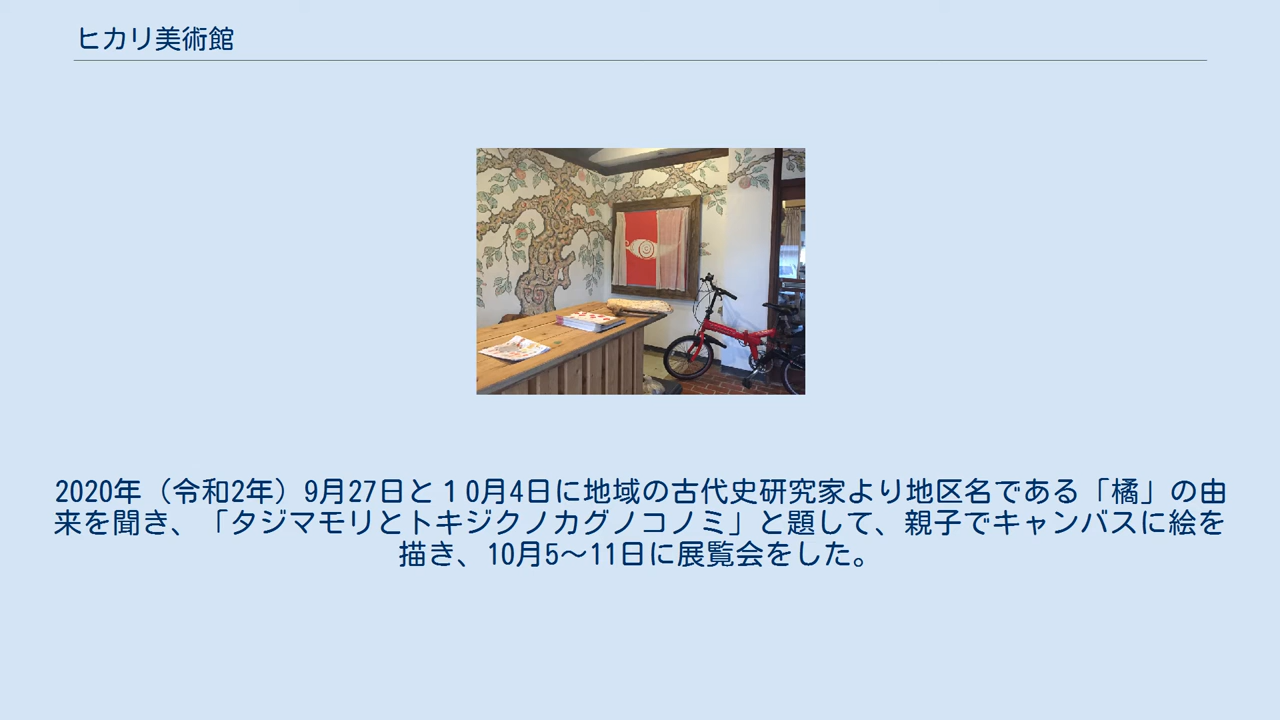 ヒカリ美術館
2020年（令和2年）9月27日と１0月4日に地域の古代史研究家より地区名である「橘」の由
来を聞き、「タジマモリとトキジクノカグノコノミ」と題して、親子でキャンバスに絵を
描き、10月5～11日に展覧会をした。